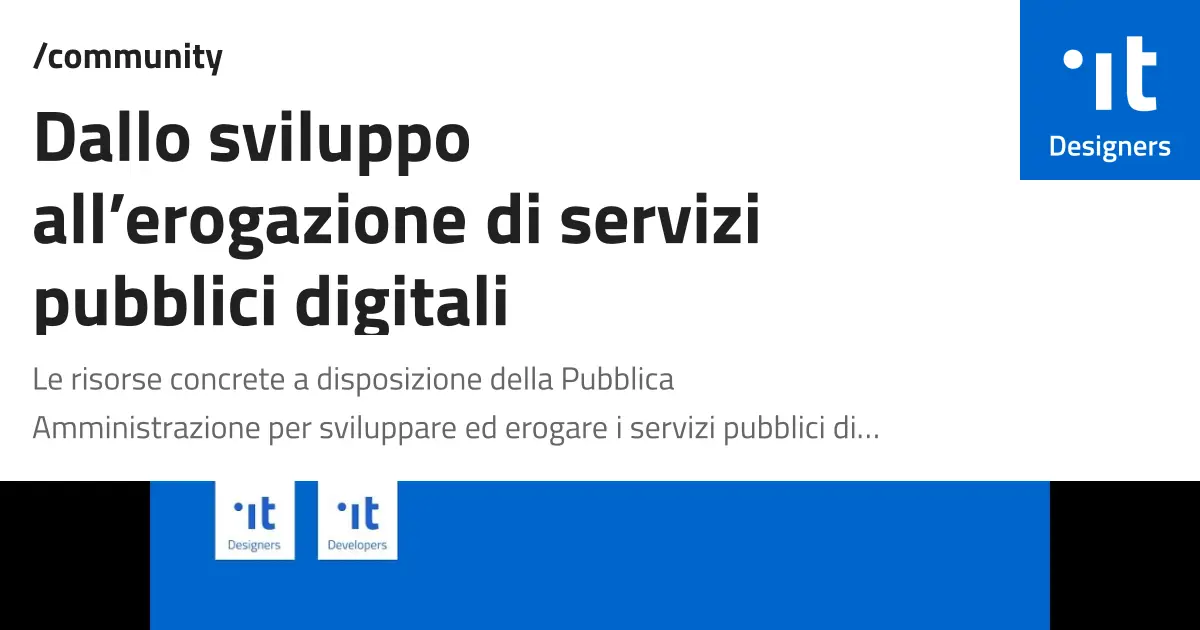 /community
Dallo sviluppo
all’erogazione di servizi
pubblici digitali
Le risorse concrete a disposizione della Pubblica
Amministrazione per sviluppare ed erogare i servizi pubblici di…
it
Designers
it
Designers
it
Developers